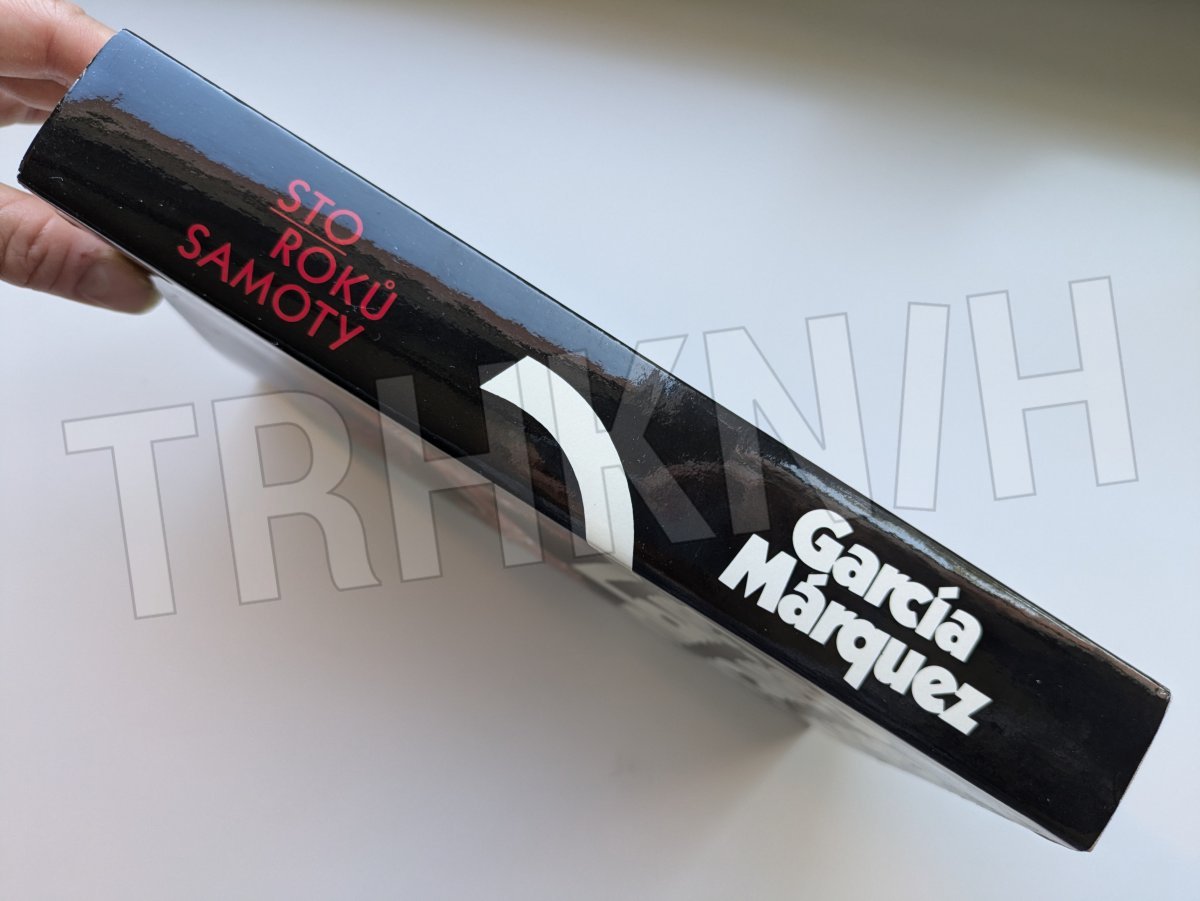 STO
ROKŮ
SAMOTY
García
Márquez
TRHKNIH